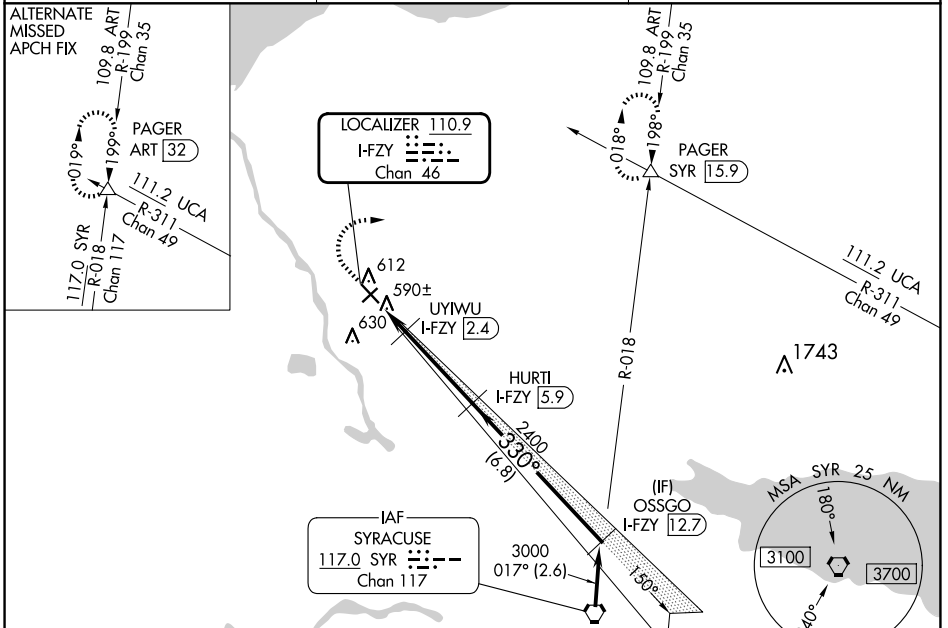 ALTERNATE
MISSED
APCH FIX
109.8 ART
R-199
Chan 35
019°
199°
PAGER
ART 32
111.2 UCA
R-311
Chan 49
117.0 SYR
R-018
Chan 117
LOCALIZER 110.9
I-FZY
Chan 46
109.8 ART
R-199
Chan 35
018°
198°
PAGER
SYR 15.9
111.2 UCA
R-311
Chan 49
612
590±
630
UYIWU
I-FZY 2.4
R-018
1743
HURTI
I-FZY 5.9
2400
330°
(6.8)
(IF)
OSSGO
I-FZY 12.7
IAF
SYRACUSE
117.0 SYR
Chan 117
3000
017° (2.6)
150°
MSA SYR 25 NM
180°
3100
3700